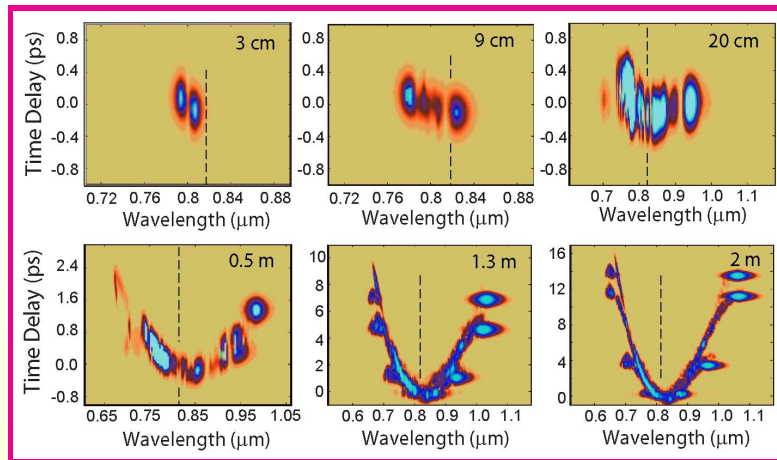 0.8
0.4
0.0
-0.4
-0.8
Time Delay (ps)
3 cm
0.72 0.76 0.8 0.84 0.88
Wavelength (μm)
0.8
0.4
0.0
-0.4
-0.8
9 cm
0.72 0.76 0.8 0.84 0.88
Wavelength (μm)
0.8
0.4
0.0
-0.4
-0.8
20 cm
0.7 0.8 0.9 1.0 1.1
Wavelength (μm)
2.4
1.6
0.8
0.0
-0.8
Time Delay (ps)
0.5 m
0.65 0.75 0.85 0.95 1.05
Wavelength (μm)
10
8
6
4
2
0
1.3 m
0.6 0.7 0.8 0.9 1.0 1.1
Wavelength (μm)
16
12
8
4
0
2 m
0.6 0.7 0.8 0.9 1.0 1.1
Wavelength (μm)